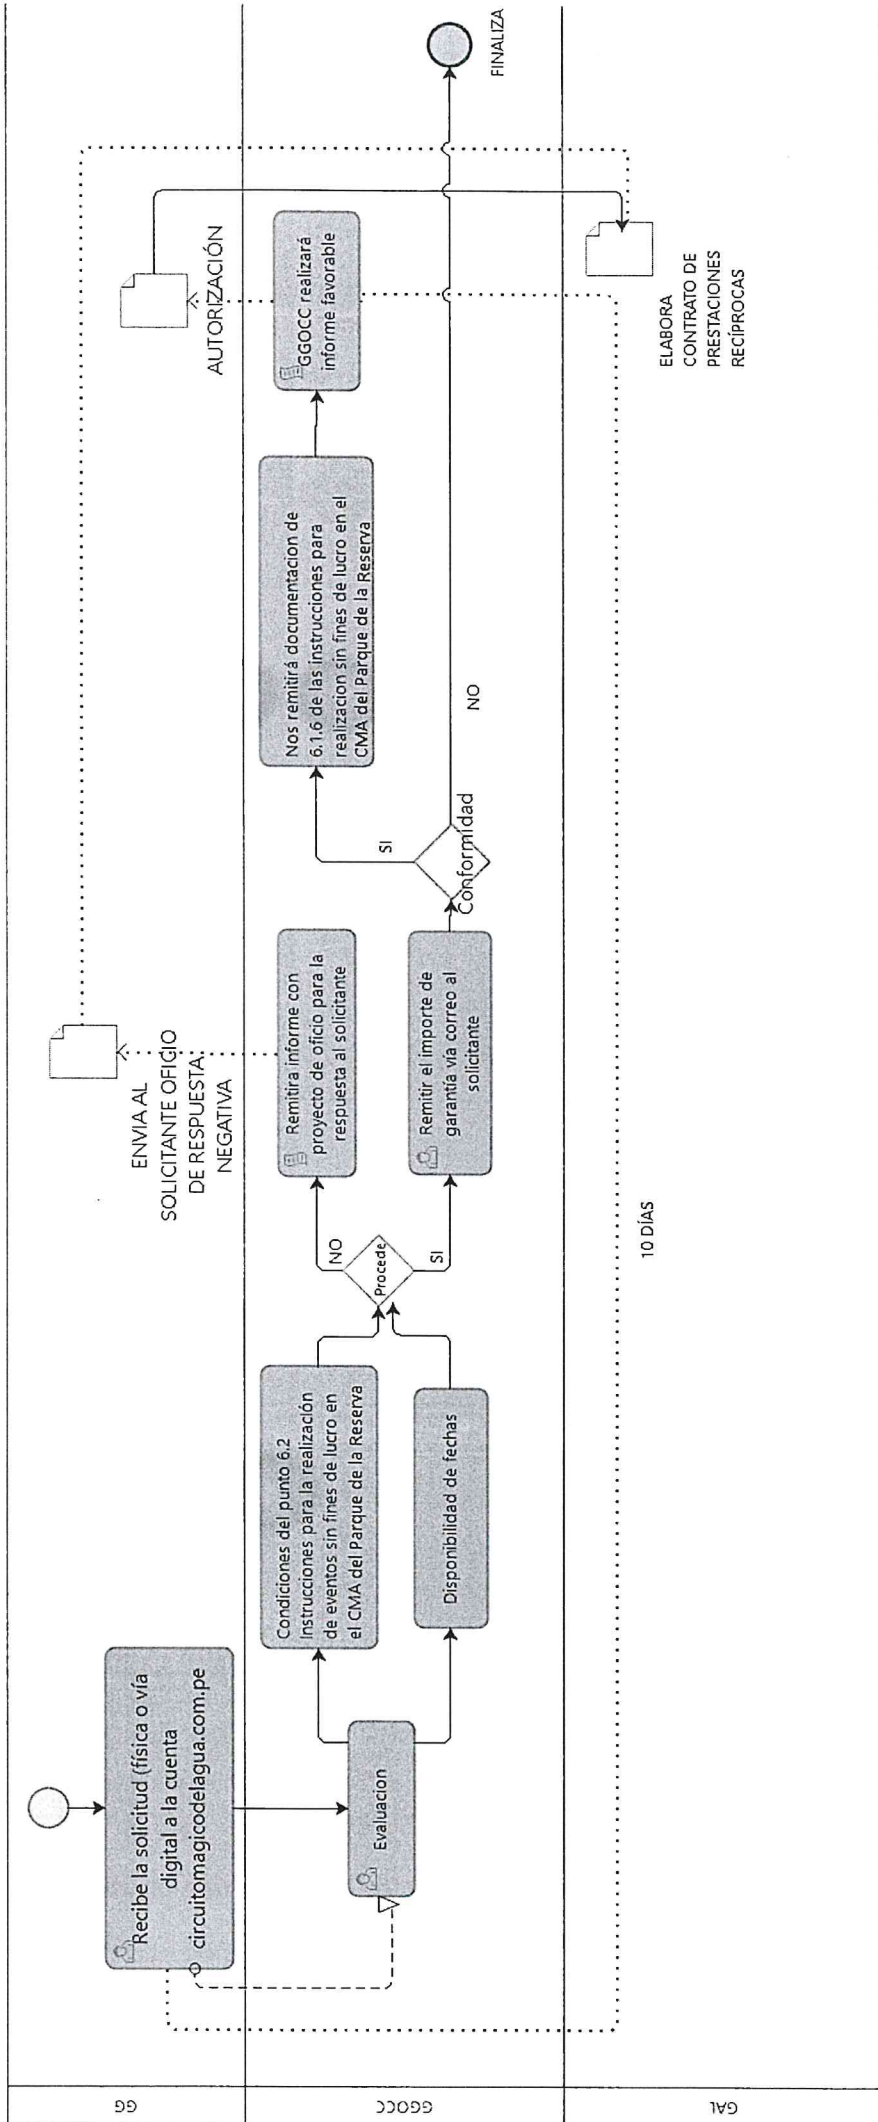 GG
Recibe la solicitud (física o vía
digital a la cuenta
circuitomagicodelagua.com.pe
ENVIA AL
SOLICITANTE OFICIO
DE RESPUESTA
NEGATIVA
AUTORIZACIÓN
GGOCC
Evaluacion
Condiciones del punto 6.2
Instrucciones para la realización
de eventos sin fines de lucro en
el CMA del Parque de la Reserva
Disponibilidad de fechas
Procede
NO
SI
Remitira informe con
proyecto de oficio para la
respuesta al solicitante
Remitir el importe de
garantía vía correo al
solicitante
Conformidad
SI
NO
Nos remitirá documentacion de
6.1.6 de las instrucciones para
realizacion sin fines de lucro en el
CMA del Parque de la Reserva
GGOCC realizará
informe favorable
FINALIZA
GAL
10 DÍAS
ELABORA
CONTRATO DE
PRESTACIONES
RECÍPROCAS